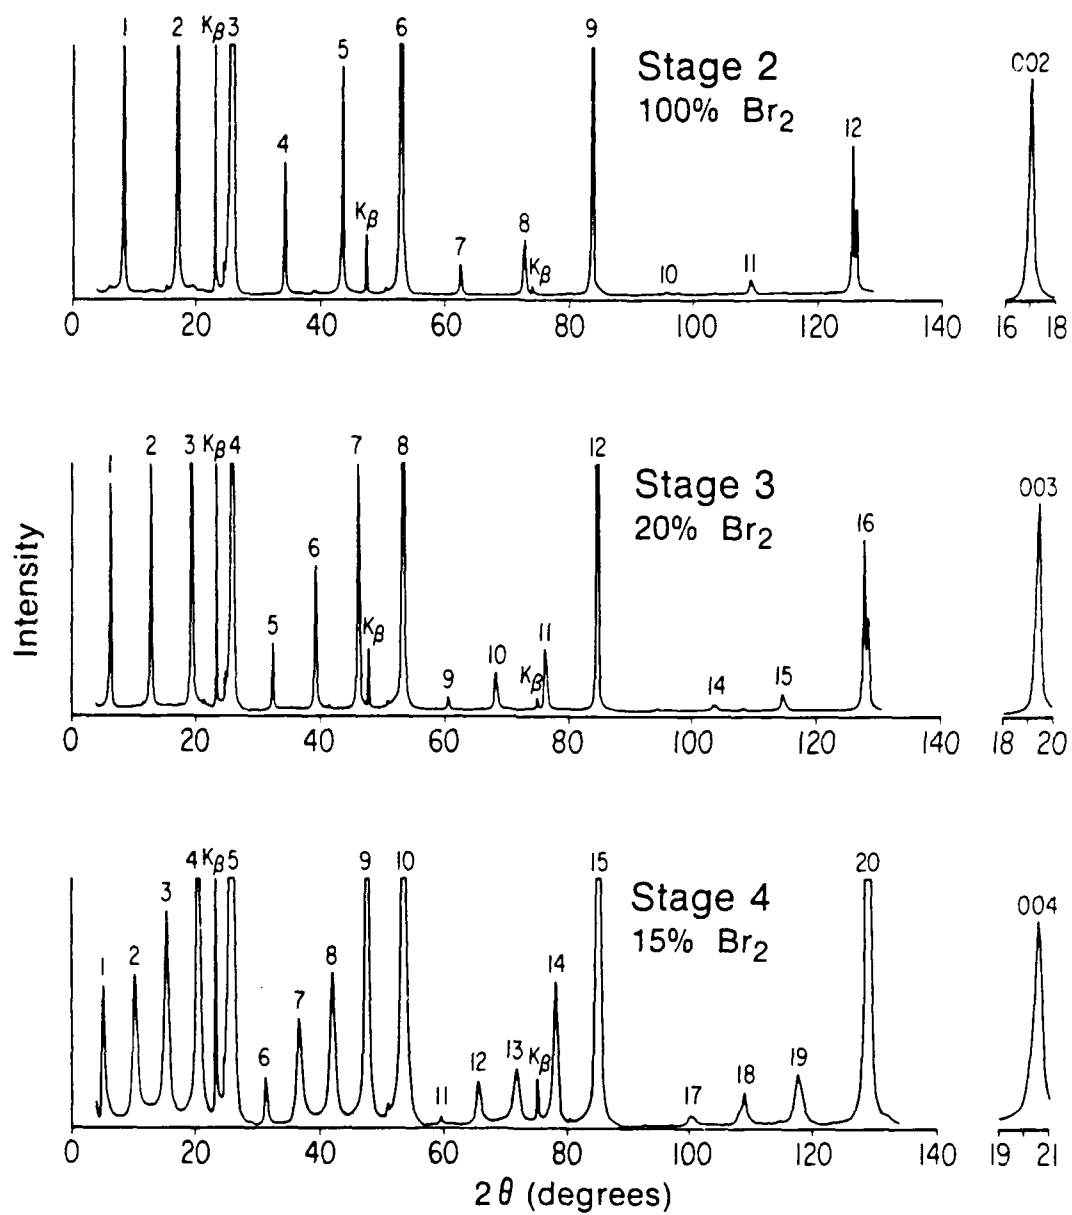 1 2 Kβ 3 4 5 Kβ 6 7 8 Kβ 9 10 11 12
Stage 2
100% Br2
002
0 20 40 60 80 100 120 140
16 18
1 2 3 Kβ 4 5 6 7 Kβ 8 9 10 Kβ 11 12 14 15 16
Stage 3
20% Br2
003
0 20 40 60 80 100 120 140
18 20
Intensity
1 2 3 4 Kβ 5 6 7 8 9 10 11 12 13 Kβ 14 15 17 18 19 20
Stage 4
15% Br2
004
0 20 40 60 80 100 120 140
19 21
2θ (degrees)